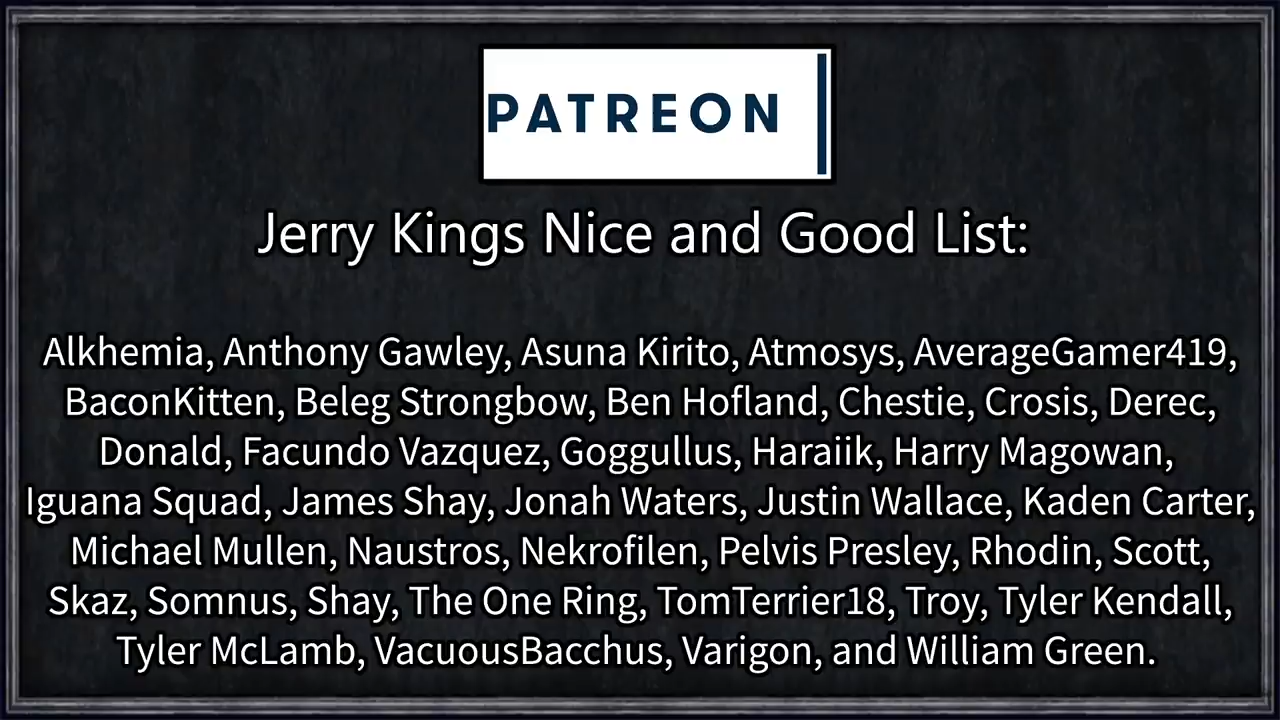 PATREON
Jerry Kings Nice and Good List:
Alkhemia, Anthony Gawley, Asuna Kirito, Atmosys, AverageGamer419,
BaconKitten, Beleg Strongbow, Ben Hofland, Chestie, Crosis, Derec,
Donald, Facundo Vazquez, Goggullus, Haraiik, Harry Magowan,
Iguana Squad, James Shay, Jonah Waters, Justin Wallace, Kaden Carter,
Michael Mullen, Naustros, Nekrofilen, Pelvis Presley, Rhodin, Scott,
Skaz, Somnus, Shay, The One Ring, TomTerrier18, Troy, Tyler Kendall,
Tyler McLamb, VacuousBacchus, Varigon, and William Green.